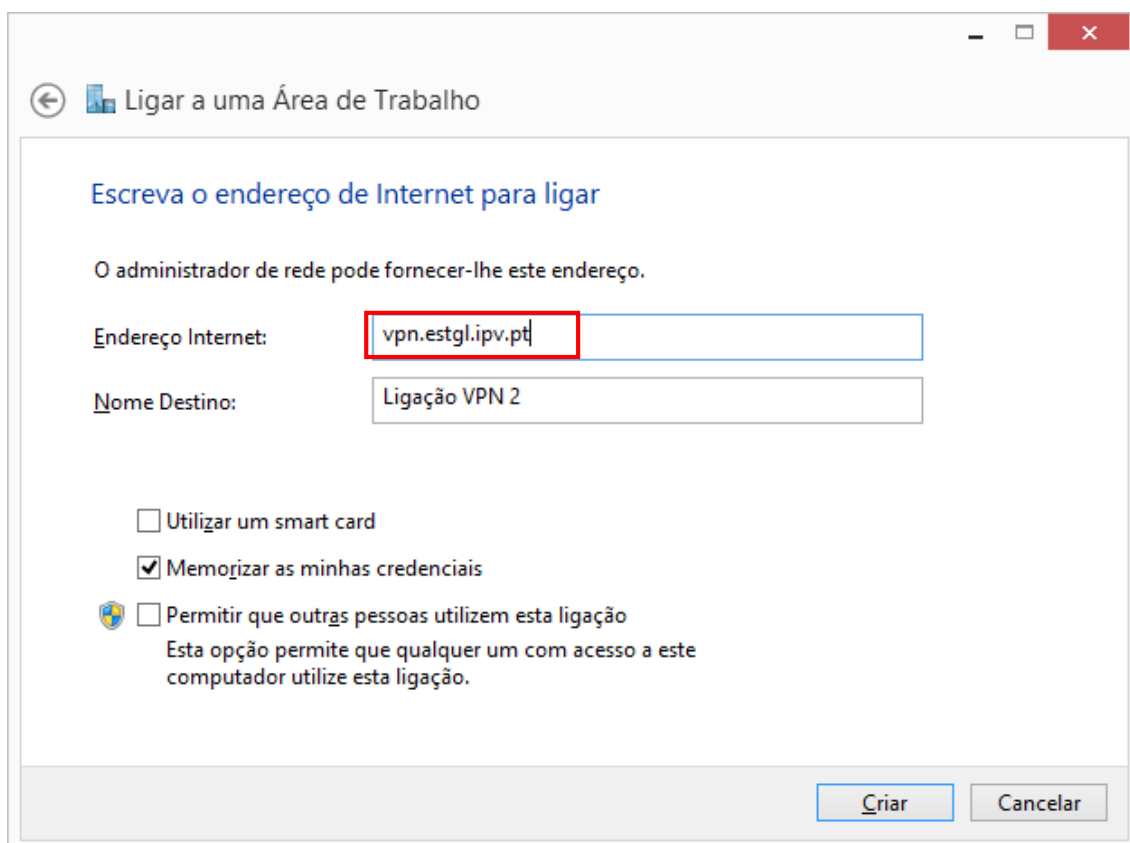 Ligar a uma Área de Trabalho
Escreva o endereço de Internet para ligar
O administrador de rede pode fornecer-lhe este endereço.
Endereço Internet: vpn.estgl.ipv.pt
Nome Destino: Ligação VPN 2
Utilizar um smart card
Memorizar as minhas credenciais
Permitir que outras pessoas utilizem esta ligação
Esta opção permite que qualquer um com acesso a este
computador utilize esta ligação.
Criar Cancelar